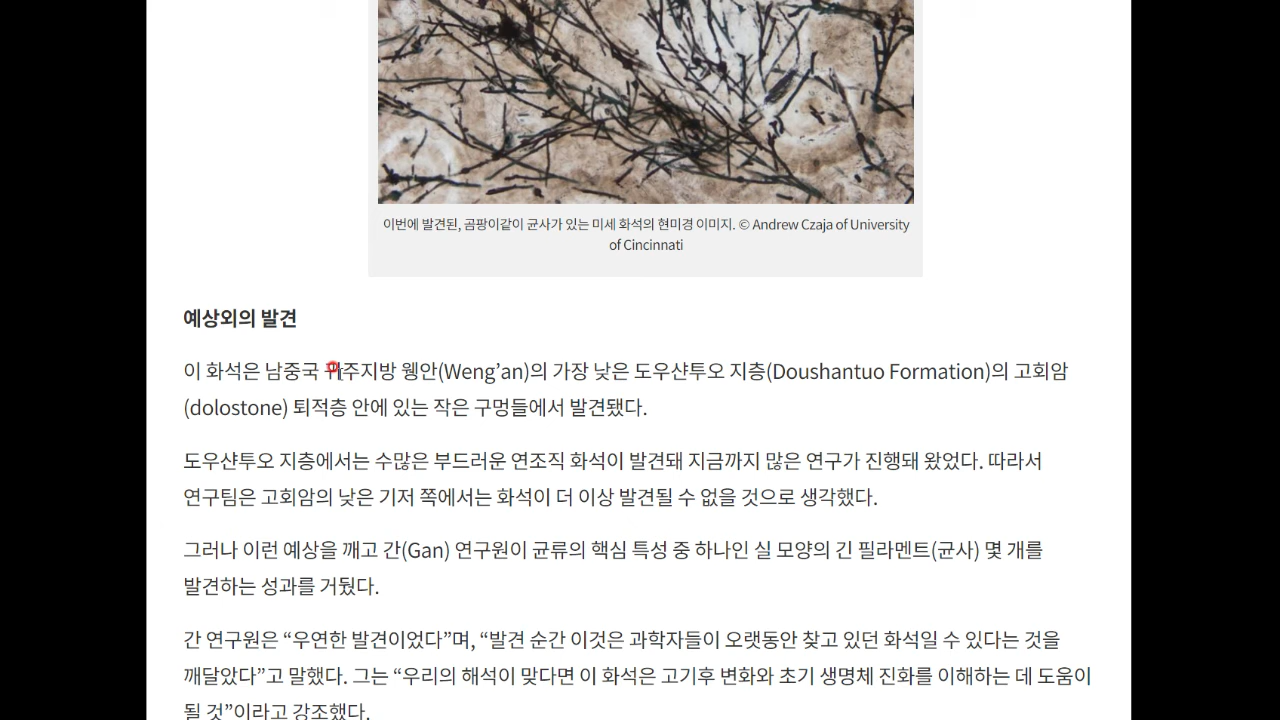 이번에 발견된, 곰팡이같이 균사가 있는 미세 화석의 현미경 이미지. © Andrew Czaja of University
of Cincinnati
예상외의 발견
이 화석은 남중국 귀주지방 웽안(Weng’an)의 가장 낮은 도우샨투오 지층(Doushantuo Formation)의 고회암
(dolostone) 퇴적층 안에 있는 작은 구멍들에서 발견됐다.
도우샨투오 지층에서는 수많은 부드러운 연조직 화석이 발견돼 지금까지 많은 연구가 진행돼 왔었다. 따라서
연구팀은 고회암의 낮은 기저 쪽에서는 화석이 더 이상 발견될 수 없을 것으로 생각했다.
그러나 이런 예상을 깨고 간(Gan) 연구원이 균류의 핵심 특성 중 하나인 실 모양의 긴 필라멘트(균사) 몇 개를
발견하는 성과를 거뒀다.
간 연구원은 “우연한 발견이었다”며, “발견 순간 이것은 과학자들이 오랫동안 찾고 있던 화석일 수 있다는 것을
깨달았다”고 말했다. 그는 “우리의 해석이 맞다면 이 화석은 고기후 변화와 초기 생명체 진화를 이해하는 데 도움이
될 것”이라고 강조했다.